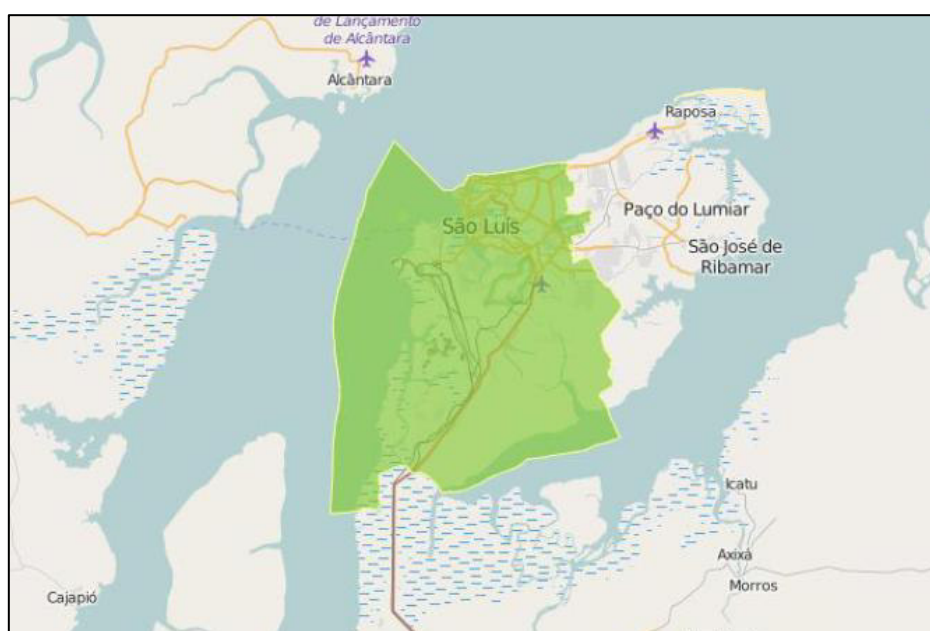 de Lançamento
de Alcântara
Alcântara
Raposa
São Luís
Paço do Lumiar
São José de
Ribamar
Icatu
Axixá
Morros
Cajapió